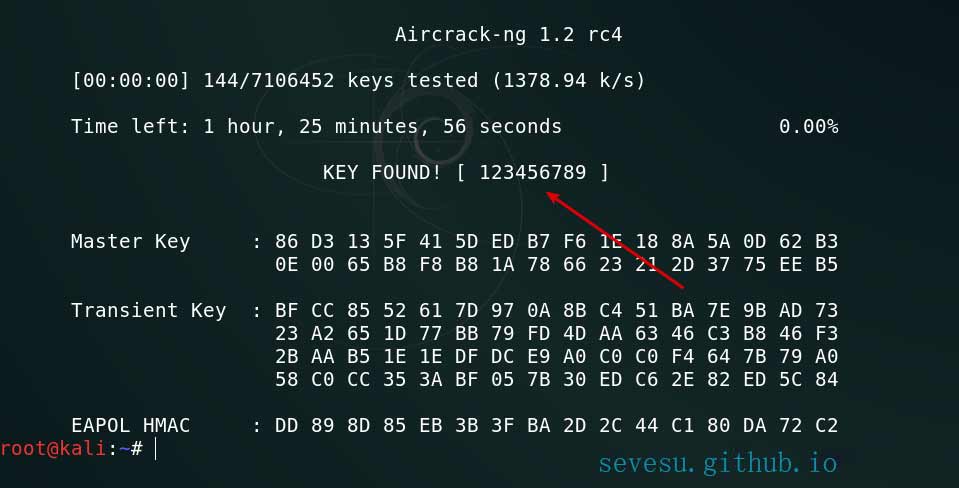 Aircrack-ng 1.2 rc4
[00:00:00] 144/7106452 keys tested (1378.94 k/s)
Time left: 1 hour, 25 minutes, 56 seconds 0.00%
KEY FOUND! [ 123456789 ]
Master Key : 86 D3 13 5F 41 5D ED B7 F6 1E 18 8A 5A 0D 62 B3
0E 00 65 B8 F8 B8 1A 78 66 23 21 2D 37 75 EE B5
Transient Key : BF CC 85 52 61 7D 97 0A 8B C4 51 BA 7E 9B AD 73
23 A2 65 1D 77 BB 79 FD 4D AA 63 46 C3 B8 46 F3
2B AA B5 1E 1E DF DC E9 A0 C0 C0 F4 64 7B 79 A0
58 C0 CC 35 3A BF 05 7B 30 ED C6 2E 82 ED 5C 84
EAPOL HMAC : DD 89 8D 85 EB 3B 3F BA 2D 2C 44 C1 80 DA 72 C2
root@kali:~#
sevesu.github.io